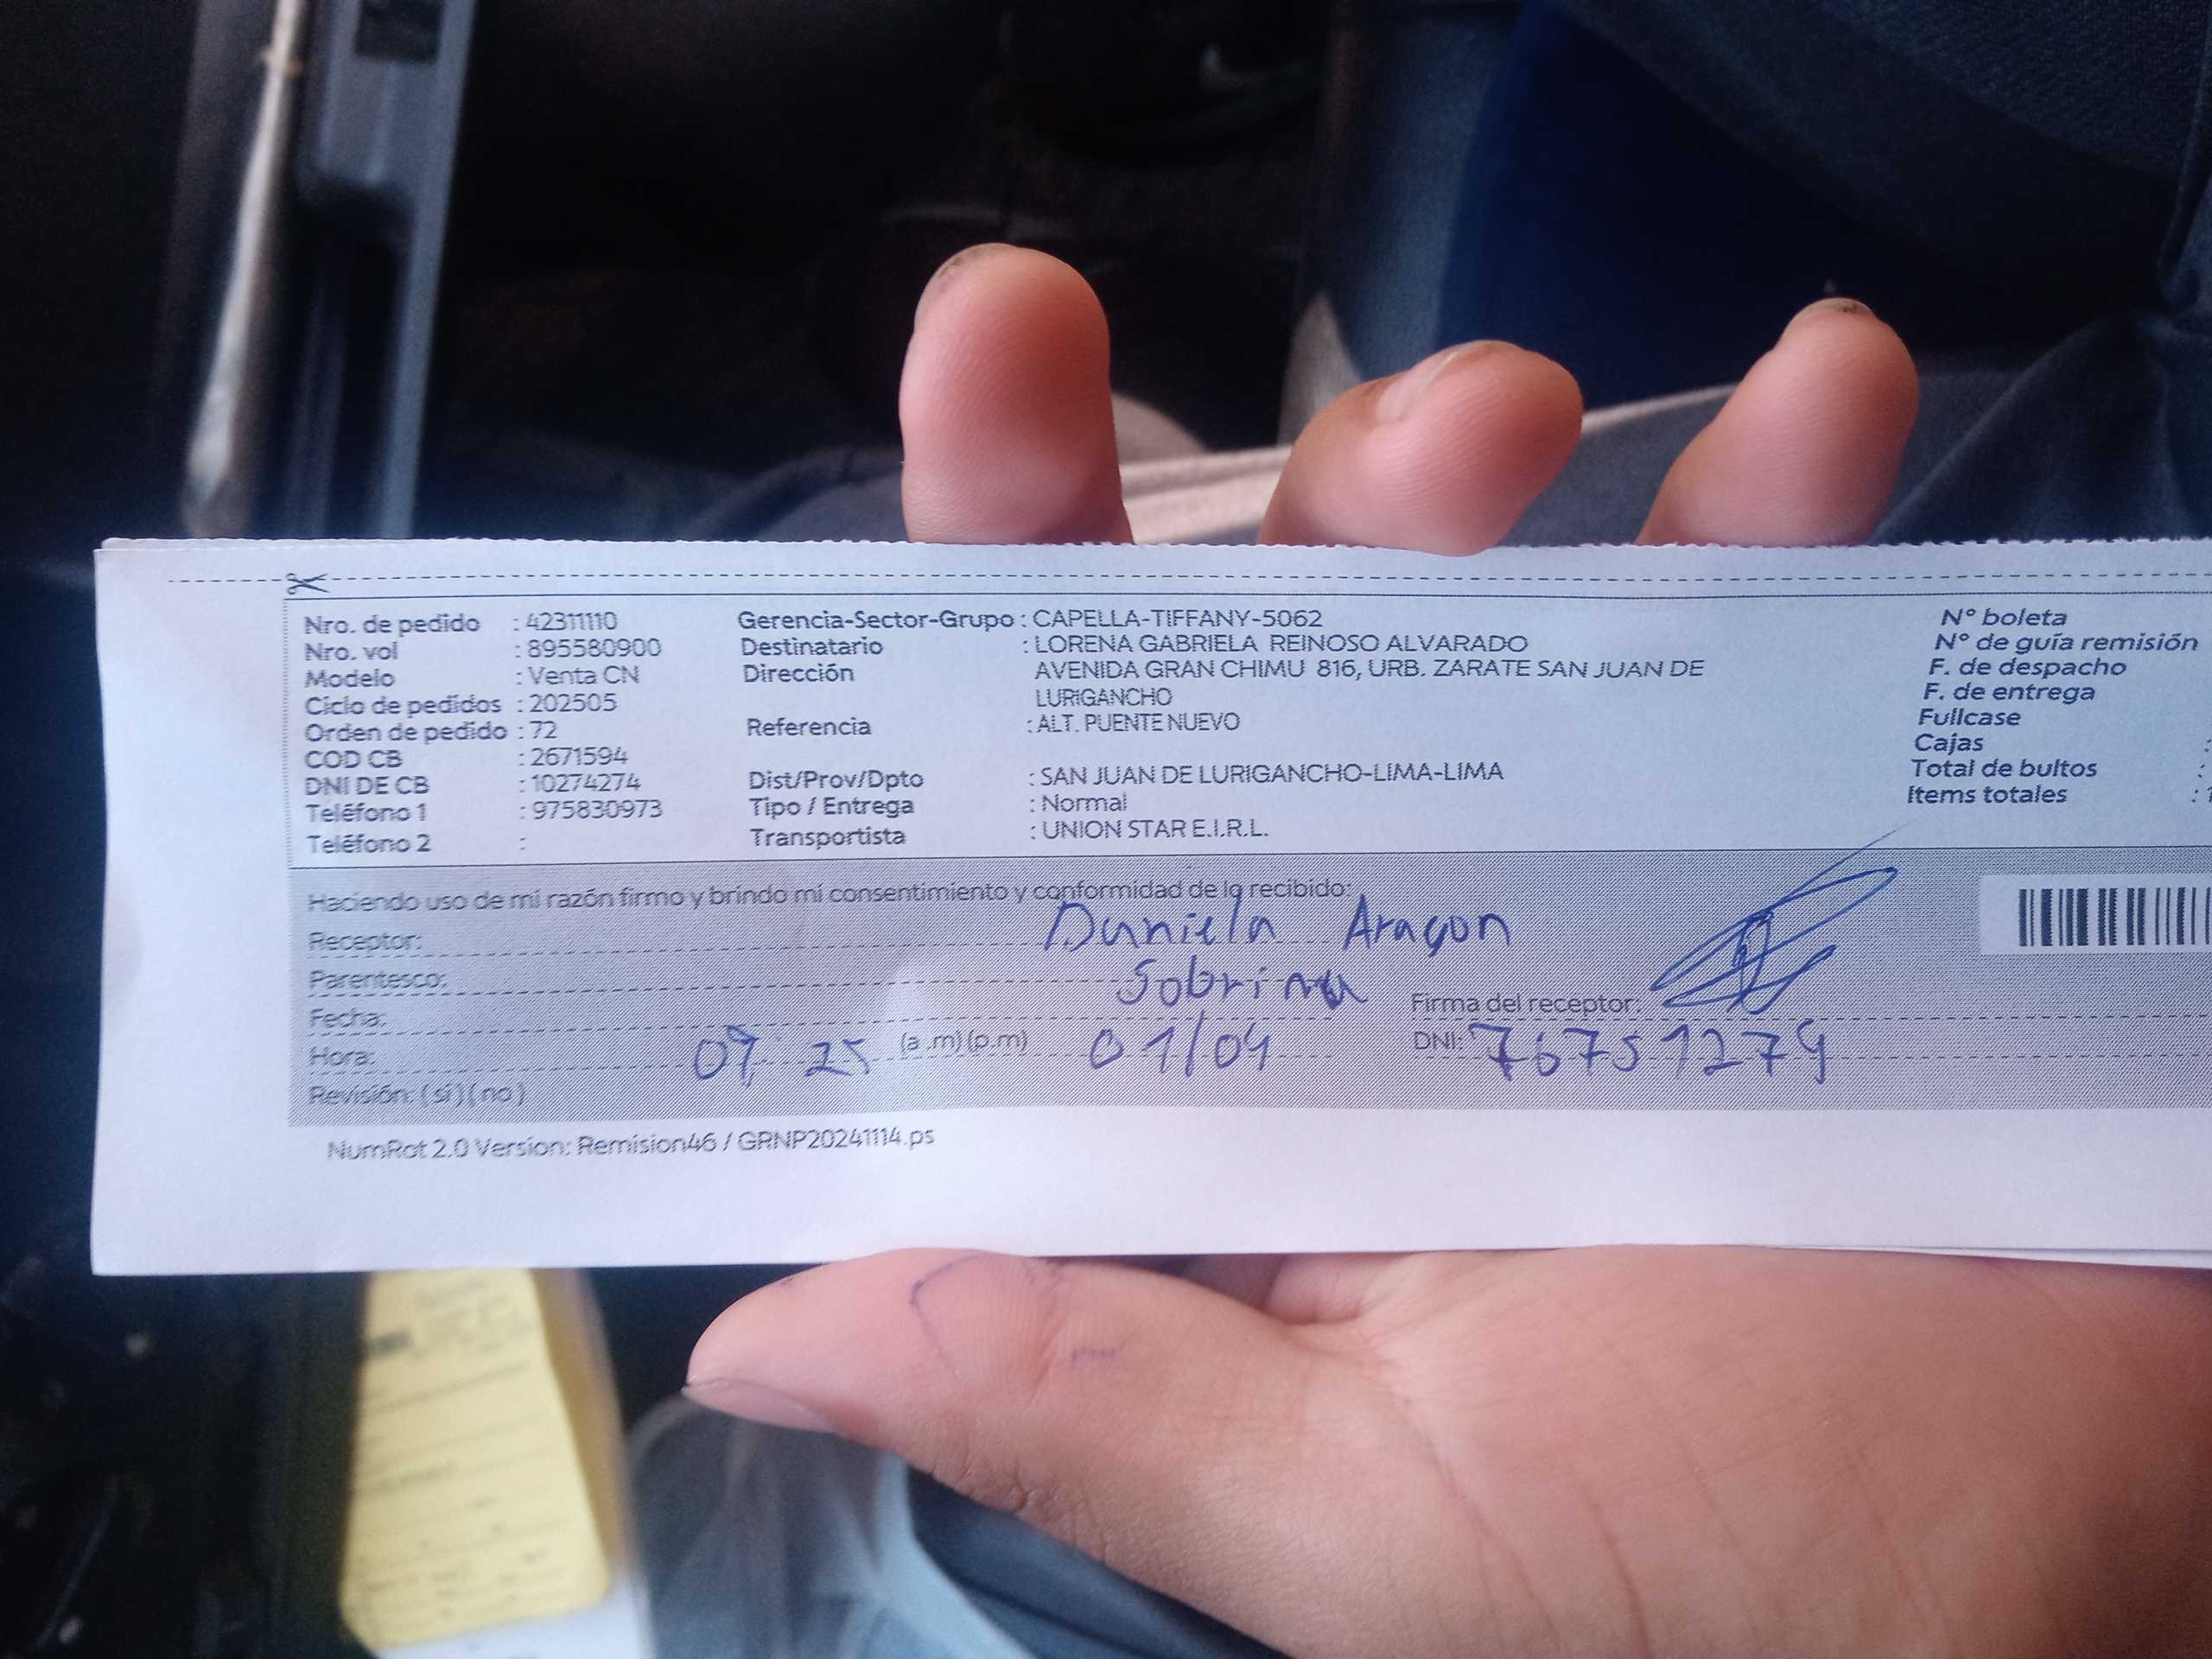 Nro. de pedido : 42311110
Nro. vol : 895580900
Modelo : Venta CN
Ciclo de pedidos : 202505
Orden de pedido : 72
COD CB : 2671594
DNI DE CB : 10274274
Teléfono 1 : 975830973
Teléfono 2 :
Gerencia-Sector-Grupo : CAPELLA-TIFFANY-5062
Destinatario : LORENA GABRIELA REINOSO ALVARADO
Dirección AVENIDA GRAN CHIMU 816, URB. ZARATE SAN JUAN DE
LURIGANCHO
Referencia : ALT. PUENTE NUEVO
Dist/Prov/Dpto : SAN JUAN DE LURIGANCHO-LIMA-LIMA
Tipo / Entrega : Normal
Transportista : UNION STAR E.I.R.L.
N° boleta
N° de guía remisión
F. de despacho
F. de entrega
Fullcase
Cajas :
Total de bultos :
Items totales : 1
Haciendo uso de mi razón firmo y brindo mi consentimiento y conformidad de lo recibido:
Receptor: Daniela Aragon
Parentesco: Sobrina
Fecha:
Firma del receptor:
Hora: 25 (a .m) (p.m) 01/04
DNI: 76751279
Revisión: ( si ) ( no )
NumRot 2.0 Version: Remision46 / GRNP20241114.ps